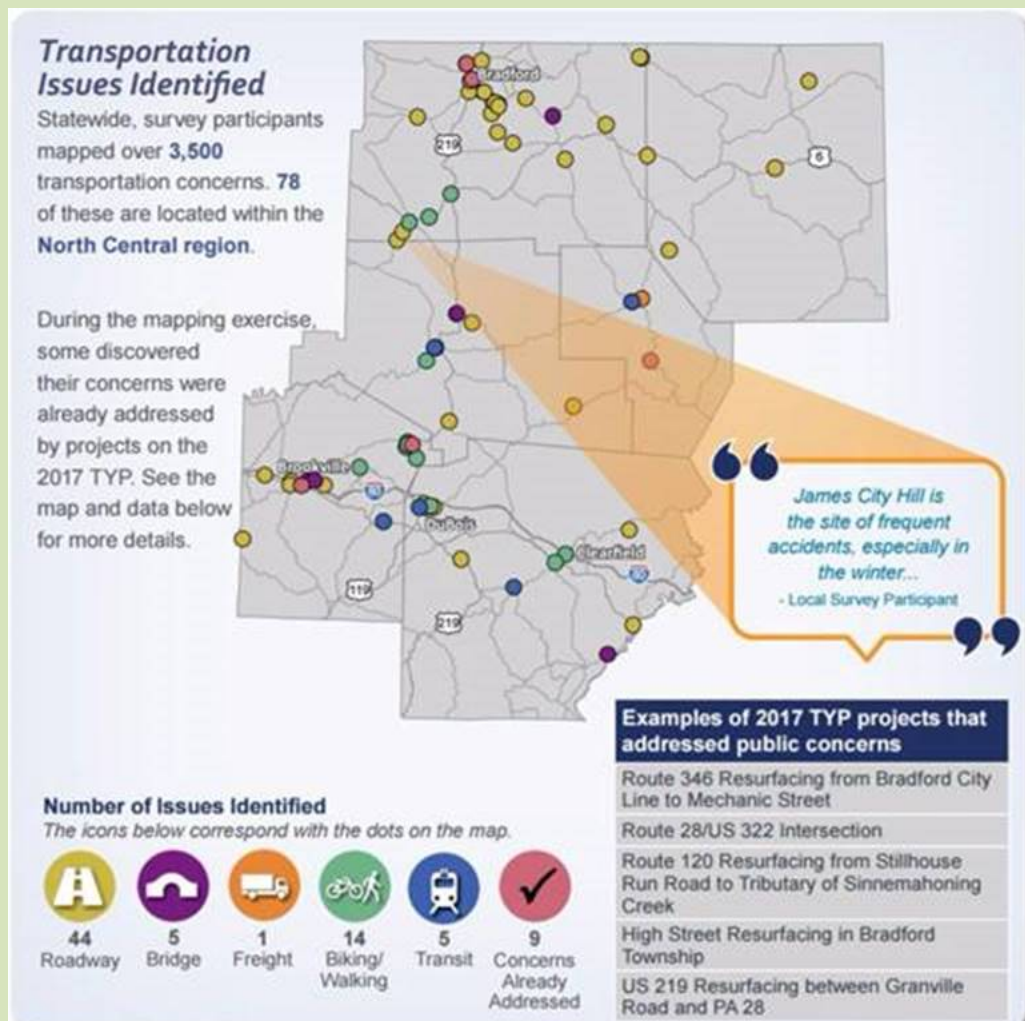 Transportation
Issues Identified
Statewide, survey participants
mapped over 3,500
transportation concerns. 78
of these are located within the
North Central region.
During the mapping exercise,
some discovered
their concerns were
already addressed
by projects on the
2017 TYP. See the
map and data below
for more details.
Bradford
219
6
Brookville
80
DuBois
Clearfield
80
119
219
James City Hill is
the site of frequent
accidents, especially in
the winter...
- Local Survey Participant
Examples of 2017 TYP projects that
addressed public concerns
Route 346 Resurfacing from Bradford City
Line to Mechanic Street
Route 28/US 322 Intersection
Route 120 Resurfacing from Stillhouse
Run Road to Tributary of Sinnemahoning
Creek
High Street Resurfacing in Bradford
Township
US 219 Resurfacing between Granville
Road and PA 28
Number of Issues Identified
The icons below correspond with the dots on the map.
44
Roadway
5
Bridge
1
Freight
14
Biking/
Walking
5
Transit
9
Concerns
Already
Addressed